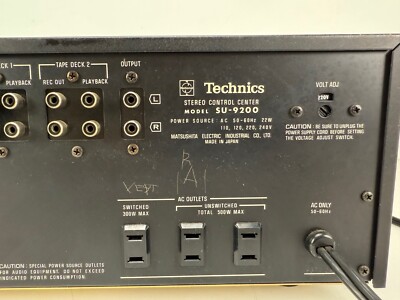 CK 1
TAPE DECK 2
OUTPUT
PLAYBACK
REC OUT
PLAYBACK
L
R
Technics
STEREO CONTROL CENTER
MODEL SU-9200
POWER SOURCE: AC 50-60Hz 22W
110, 120, 220, 240V
MATSUSHITA ELECTRIC INDUSTRIAL CO., LTD.
MADE IN JAPAN
VOLT ADJ
CAUTION: BE SURE TO UNPLUG THE
POWER SUPPLY CORD BEFORE SETTING
THE VOLTAGE ADJUST SWITCH.
A
AC OUTLETS
SWITCHED
300W MAX
UNSWITCHED
TOTAL 300W MAX
AC ONLY
50-60Hz
CAUTION: SPECIAL POWER SOURCE OUTLETS
FOR AUDIO EQUIPMENT. DO NOT EXCEED
INDICATED POWER CONSUMPTION.